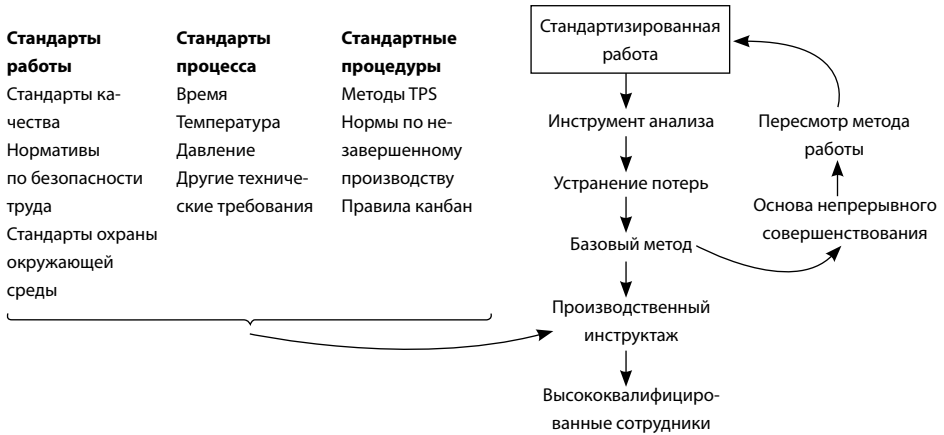 Стандарты
работы
Стандарты ка-
чества
Нормативы
по безопасности
труда
Стандарты охраны
окружающей
среды
Стандарты
процесса
Время
Температура
Давление
Другие техниче-
ские требования
Стандартные
процедуры
Методы TPS
Нормы по не-
завершенному
производству
Правила канбан
Стандартизированная
работа
Инструмент анализа
Устранение потерь
Базовый метод
Производственный
инструктаж
Высококвалифициро-
ванные сотрудники
Пересмотр метода
работы
Основа непрерывного
совершенствования